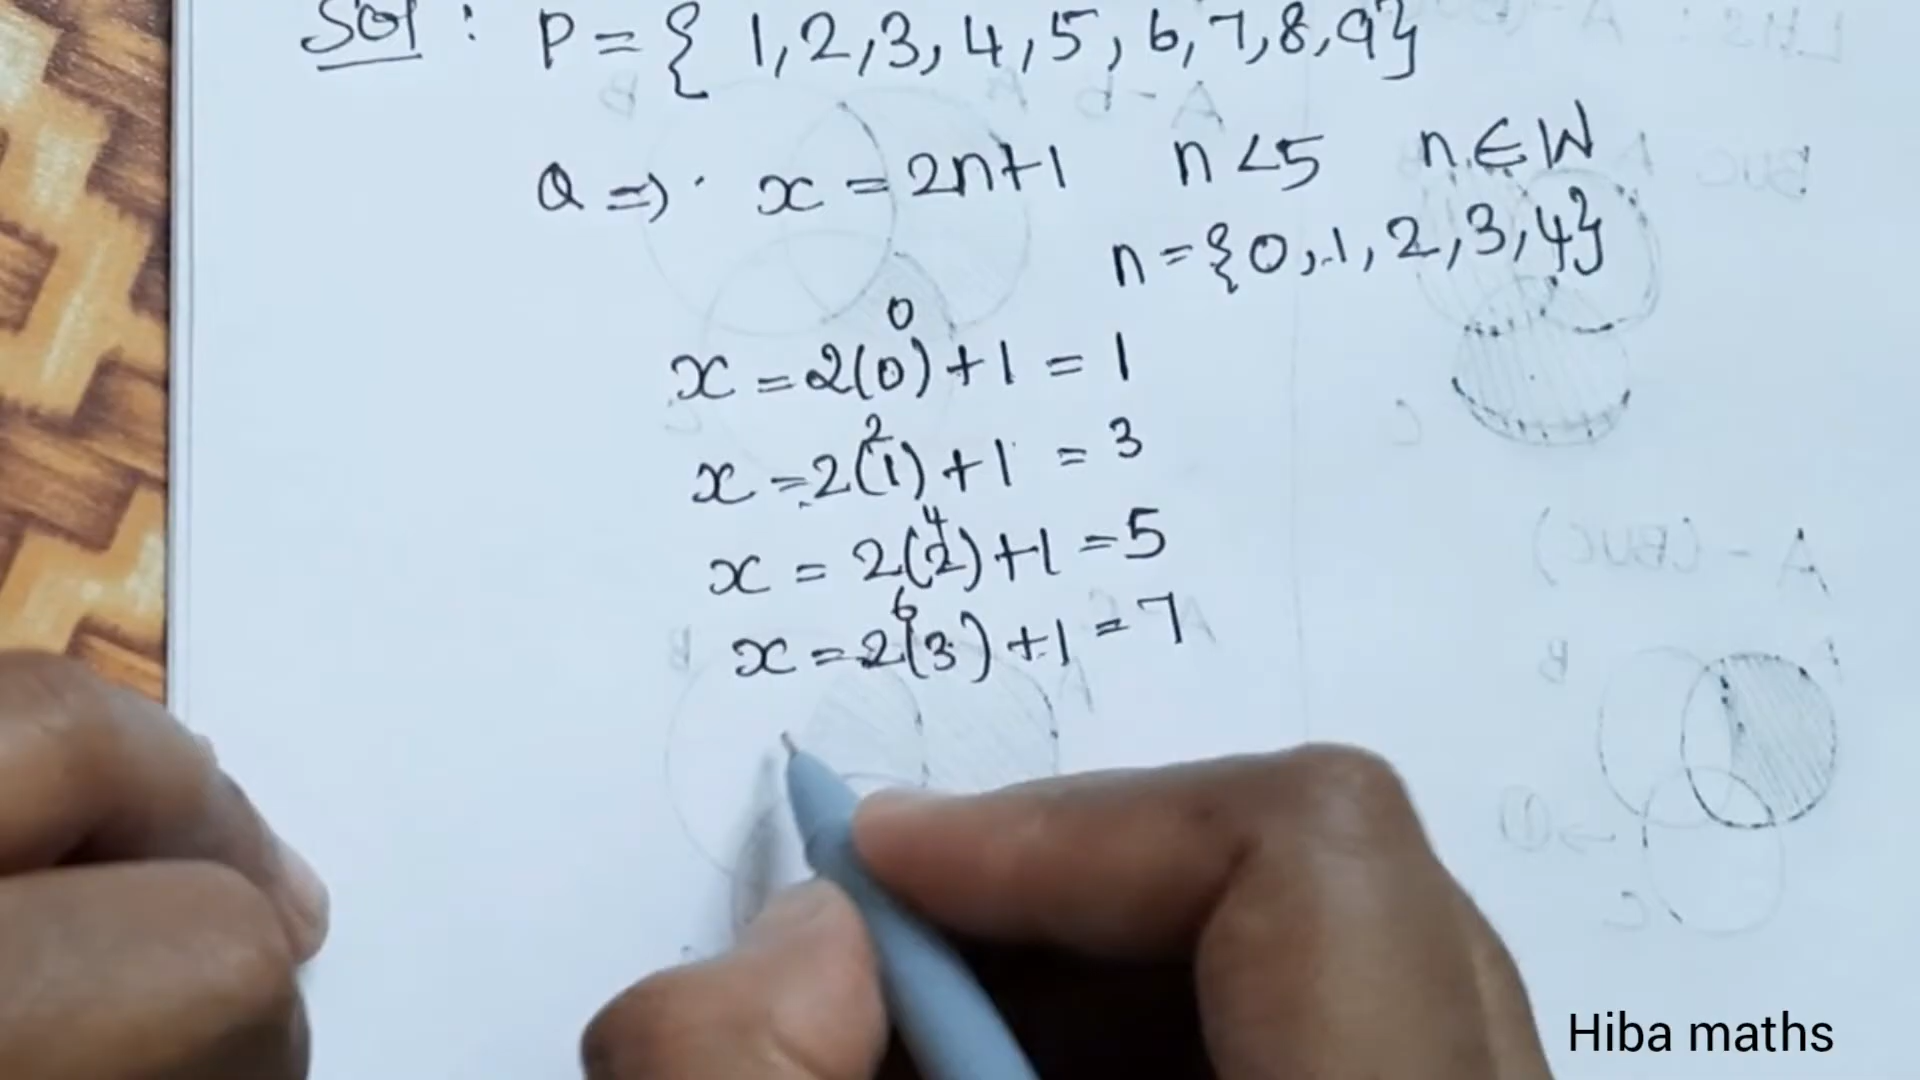 Sol : P = { 1, 2, 3, 4, 5, 6, 7, 8, 9}
Q => x = 2n+1 n < 5 n ∈ W
n = {0, 1, 2, 3, 4}
0
x = 2(0) + 1 = 1
2
x = 2(1) + 1 = 3
4
x = 2(2) + 1 = 5
6
x = 2(3) + 1 = 7
A - (BUC)
Hiba maths